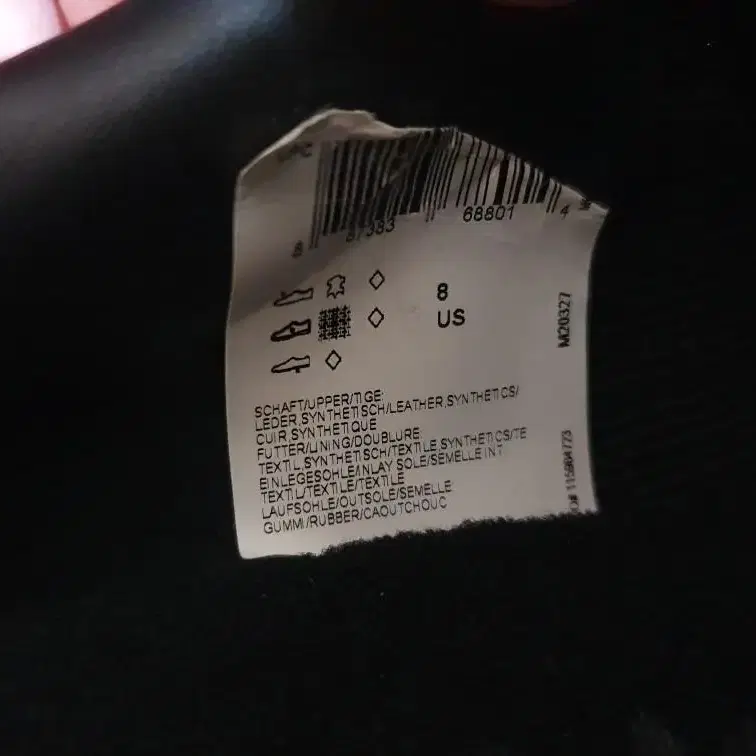 UPC
8 87383 68801 4
8
US
SCHAFT/UPPER/TIGE:
LEDER,SYNTHETISCH/LEATHER,SYNTHETICS/
CUIR,SYNTHETIQUE
FUTTER/LINING/DOUBLURE
TEXTIL,SYNTHETISCH/TEXTILE,SYNTHETICS/TE
EINLEGESOHLE/INLAY SOLE/SEMELLE INT
TEXTIL/TEXTILE/TEXTILE
LAUFSOHLE/OUTSOLE/SEMELLE
GUMMI/RUBBER/CAOUTCHOUC
M20327